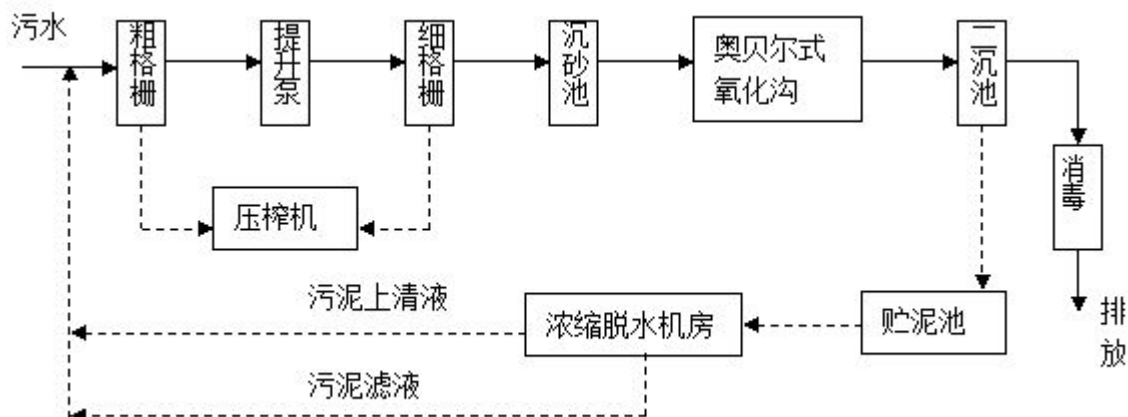 污水
粗格栅
提升泵
细格栅
沉砂池
奥贝尔式
氧化沟
二沉池
消毒
压榨机
污泥上清液
浓缩脱水机房
贮泥池
排
放
污泥滤液